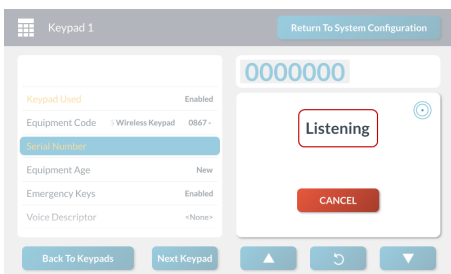 Keypad 1
Return To System Configuration
0000000
Keypad Used Enabled
Equipment Code Wireless Keypad 0867 -
Serial Number
Equipment Age New
Emergency Keys Enabled
Voice Descriptor <None>
Listening
CANCEL
Back To Keypads
Next Keypad